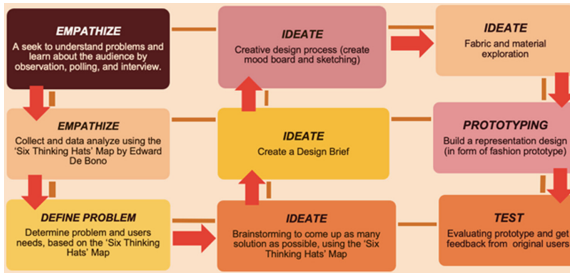 EMPATHIZE
A seek to understand problems and
learn about the audience by
observation, polling, and interview.
EMPATHIZE
Collect and data analyze using the
'Six Thinking Hats' Map by Edward
De Bono
DEFINE PROBLEM
Determine problem and users
needs, based on the 'Six Thinking
Hats' Map
IDEATE
Brainstorming to come up as many
solution as possible, using the 'Six
Thinking Hats' Map
IDEATE
Create a Design Brief
IDEATE
Creative design process (create
mood board and sketching)
IDEATE
Fabric and material
exploration
PROTOTYPING
Build a representation design
(in form of fashion prototype)
TEST
Evaluating prototype and get
feedback from original users